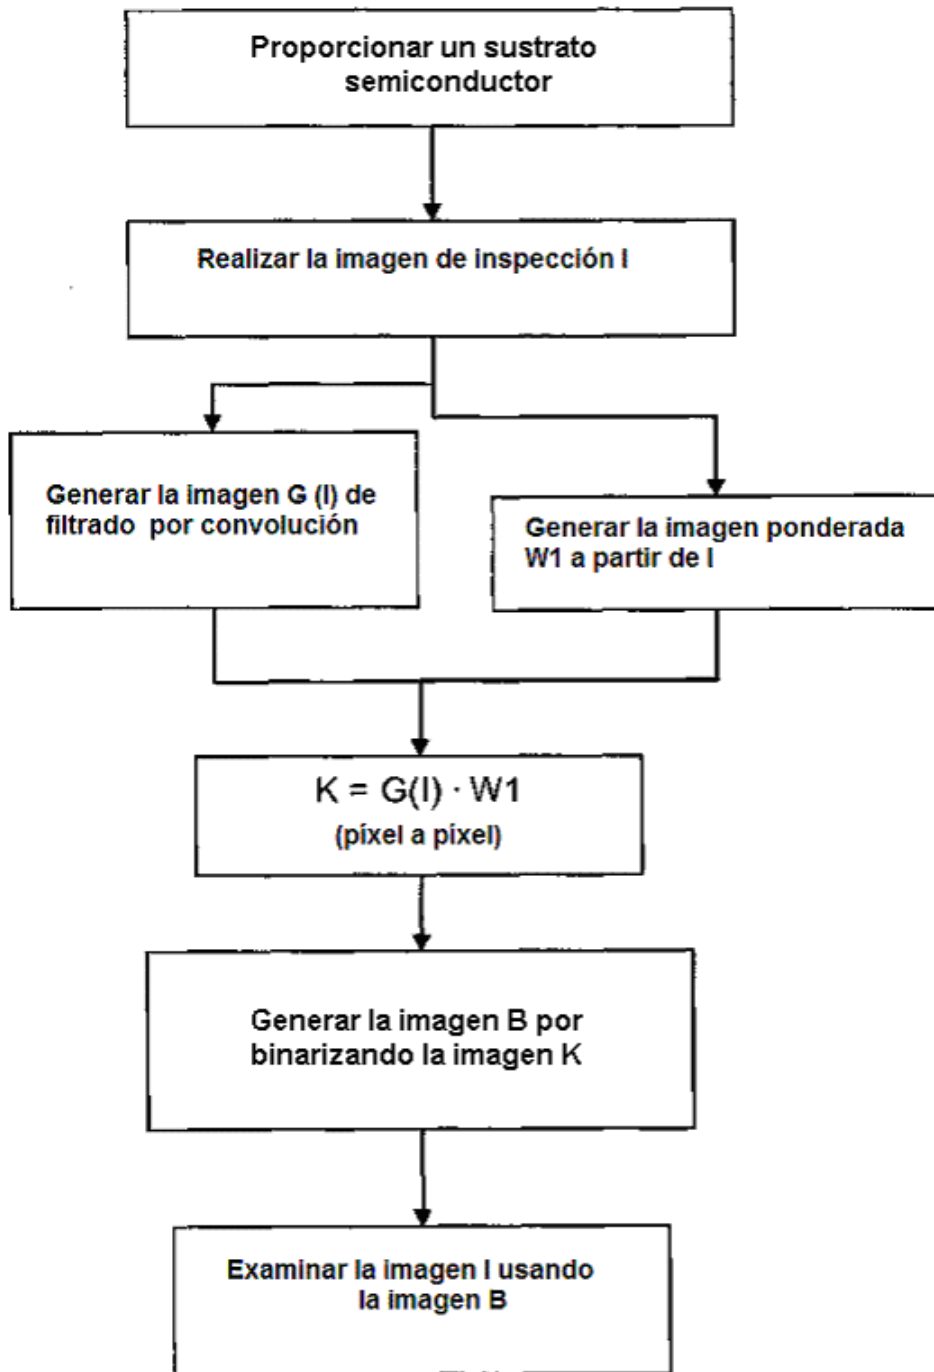 Proporcionar un sustrato
semiconductor
Realizar la imagen de inspección I
Generar la imagen G (I) de
filtrado por convolución
Generar la imagen ponderada
W1 a partir de I
K = G(I) · W1
(píxel a píxel)
Generar la imagen B por
binarizando la imagen K
Examinar la imagen I usando
la imagen B